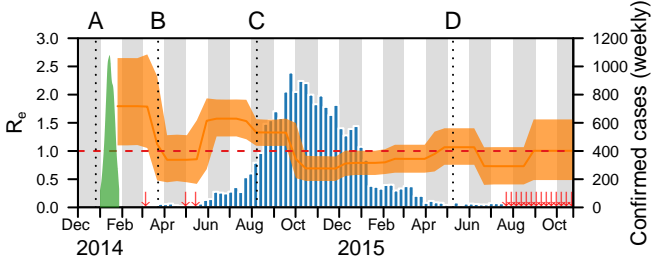 A B C D
3.0 1200
2.5 1000
2.0 800
1.5 600
1.0 400
0.5 200
0.0 0
Re
Confirmed cases (weekly)
Dec Feb Apr Jun Aug Oct Dec Feb Apr Jun Aug Oct
2014 2015